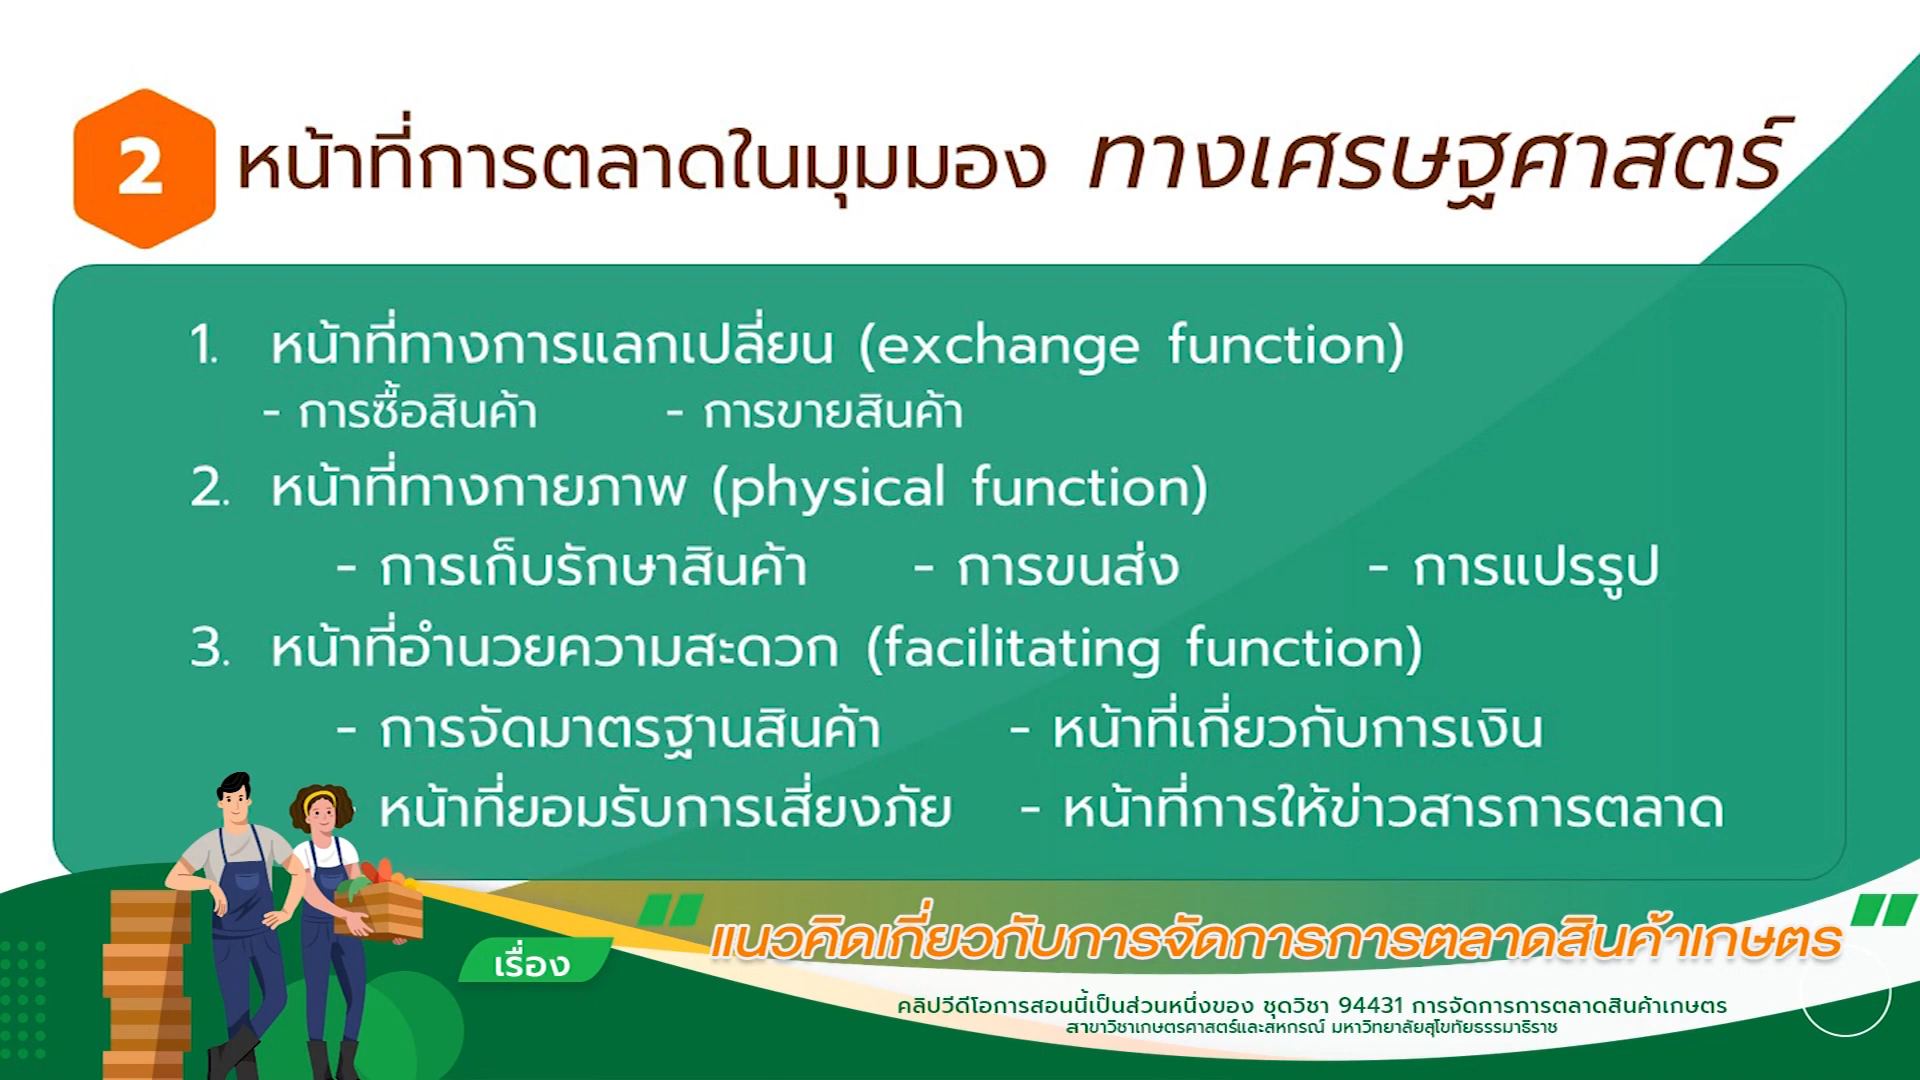 2 หน้าที่การตลาดในมุมมอง ทางเศรษฐศาสตร์
1. หน้าที่ทางการแลกเปลี่ยน (exchange function)
- การซื้อสินค้า - การขายสินค้า
2. หน้าที่ทางกายภาพ (physical function)
- การเก็บรักษาสินค้า - การขนส่ง - การแปรรูป
3. หน้าที่อำนวยความสะดวก (facilitating function)
- การจัดมาตรฐานสินค้า - หน้าที่เกี่ยวกับการเงิน
- หน้าที่ยอมรับการเสี่ยงภัย - หน้าที่การให้ข่าวสารการตลาด
เรื่อง "แนวคิดเกี่ยวกับการจัดการการตลาดสินค้าเกษตร"
คลิปวีดีโอการสอนนี้เป็นส่วนหนึ่งของ ชุดวิชา 94431 การจัดการการตลาดสินค้าเกษตร
สาขาวิชาเกษตรศาสตร์และสหกรณ์ มหาวิทยาลัยสุโขทัยธรรมาธิราช